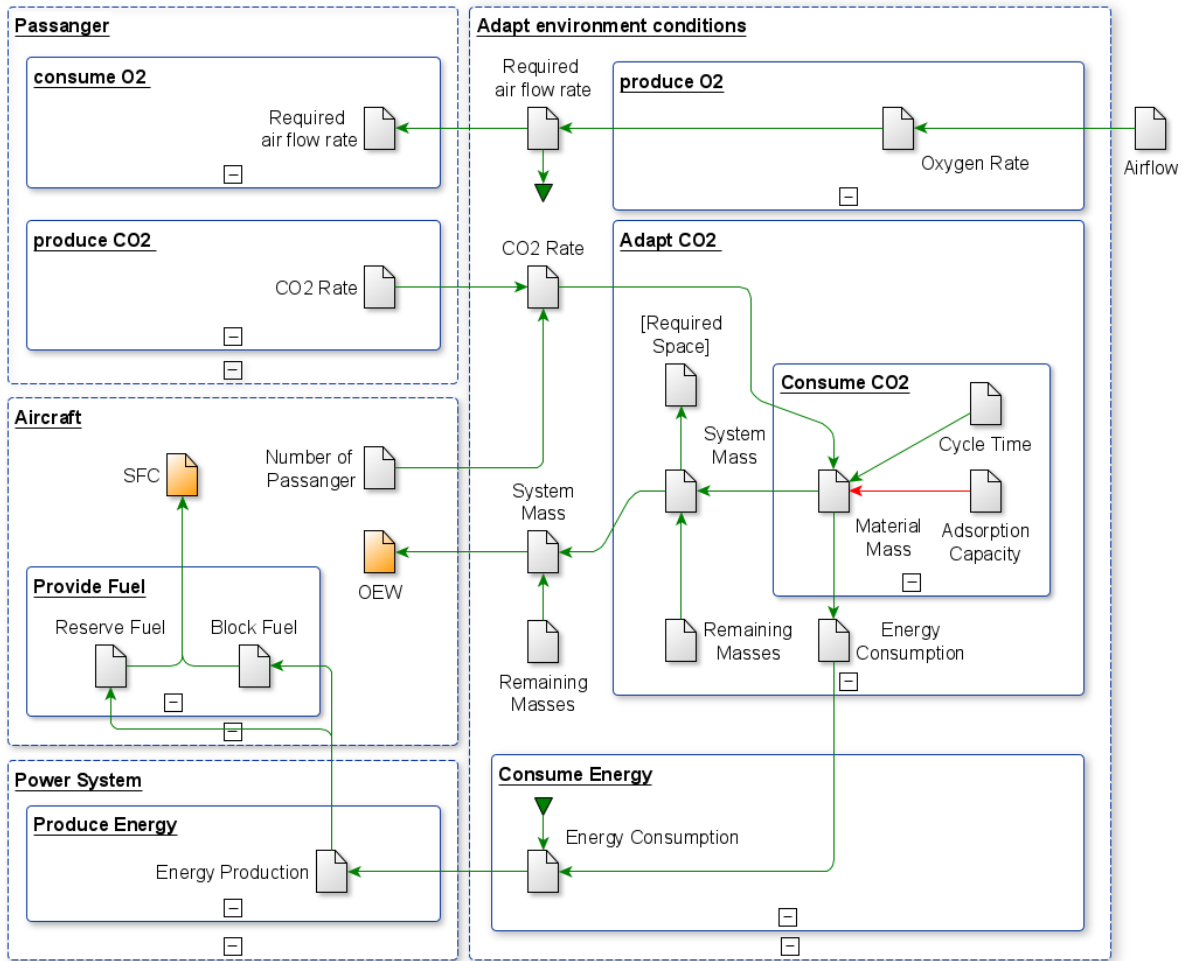 Passanger
consume O2
Required
air flow rate
produce CO2
CO2 Rate
Adapt environment conditions
Required
air flow rate
produce O2
Oxygen Rate
Airflow
CO2 Rate
Adapt CO2
[Required
Space]
Consume CO2
Cycle Time
System
Mass
Material
Mass
Adsorption
Capacity
Remaining
Masses
Energy
Consumption
System
Mass
Remaining
Masses
Aircraft
SFC
Number of
Passanger
OEW
Provide Fuel
Reserve Fuel
Block Fuel
Power System
Produce Energy
Energy Production
Consume Energy
Energy Consumption